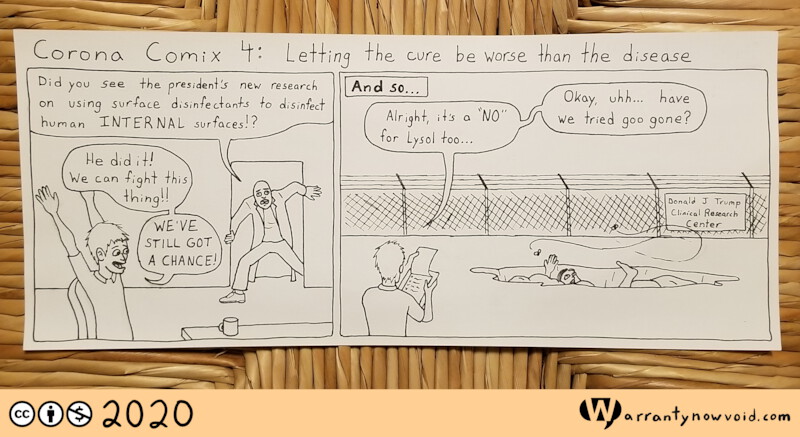 Corona Comix 4: Letting the cure be worse than the disease
Did you see the president's new research
on using surface disinfectants to disinfect
human INTERNAL surfaces!?
He did it!
We can fight this
thing!!
WE'VE
STILL GOT
A CHANCE!
And so...
Alright, it's a "NO"
for Lysol too...
Okay, uhh... have
we tried goo gone?
Donald J Trump
Clinical Research
Center
cc 2020
Warrantynowvoid.com